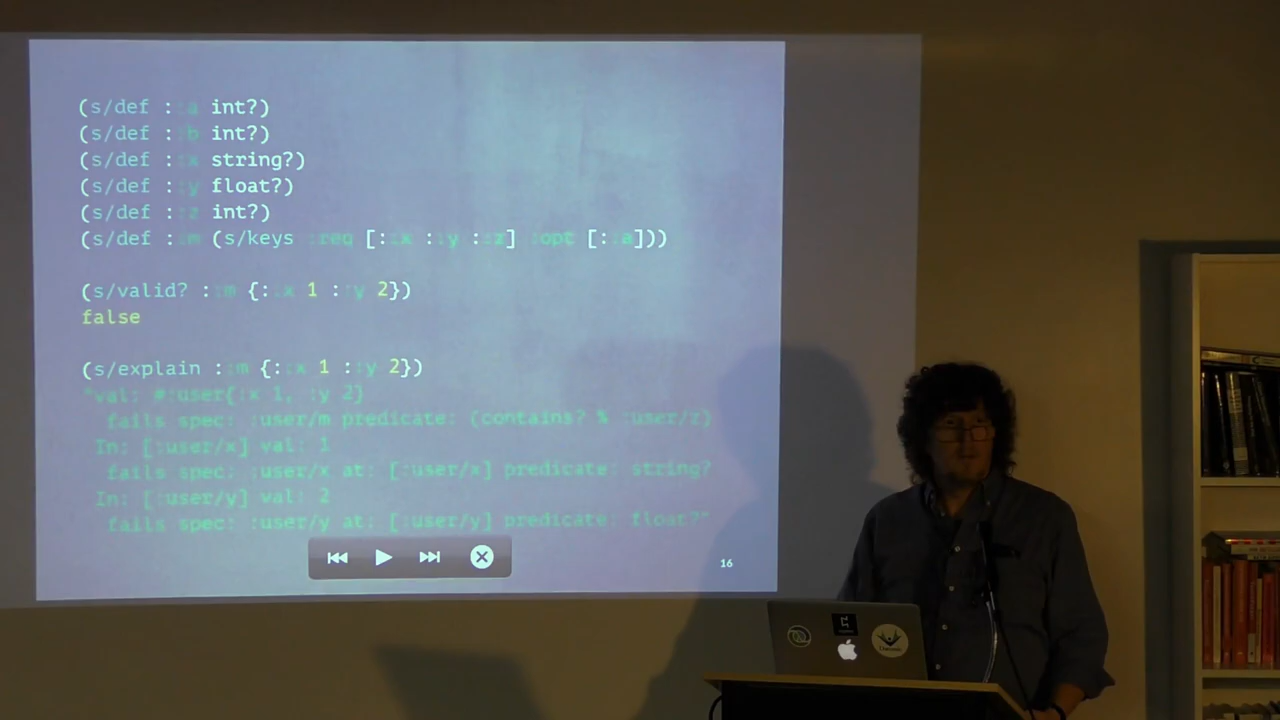 (s/def ::a int?)
(s/def ::b int?)
(s/def ::x string?)
(s/def ::y float?)
(s/def ::z int?)
(s/def ::m (s/keys :req [::x ::y ::z] :opt [::a]))
(s/valid? ::m {::x 1 ::y 2})
false
(s/explain ::m {::x 1 ::y 2})
"val: #:user{:x 1, :y 2}
fails spec: :user/m predicate: (contains? % :user/z)
In: [:user/x] val: 1
fails spec: :user/x at: [:user/x] predicate: string?
In: [:user/y] val: 2
fails spec: :user/y at: [:user/y] predicate: float?"
16